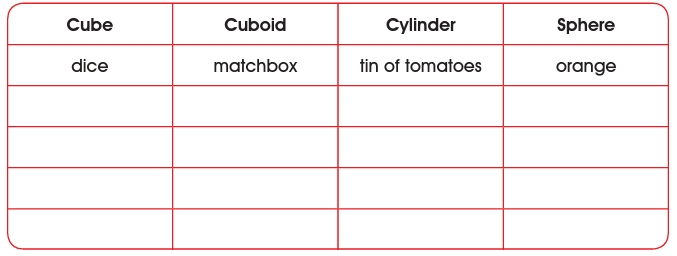 Cube Cuboid Cylinder Sphere
dice matchbox tin of tomatoes orange